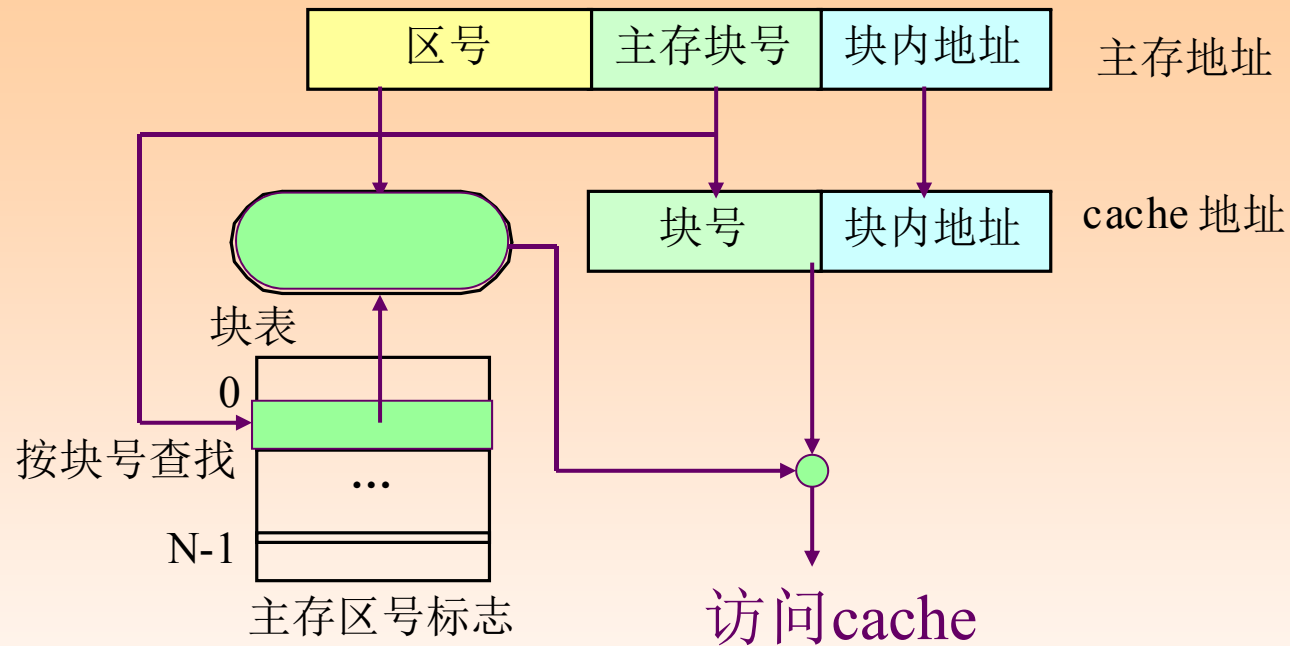 区号 主存块号 块内地址 主存地址
块号 块内地址 cache 地址
块表
0
按块号查找
...
N-1
主存区号标志
访问cache